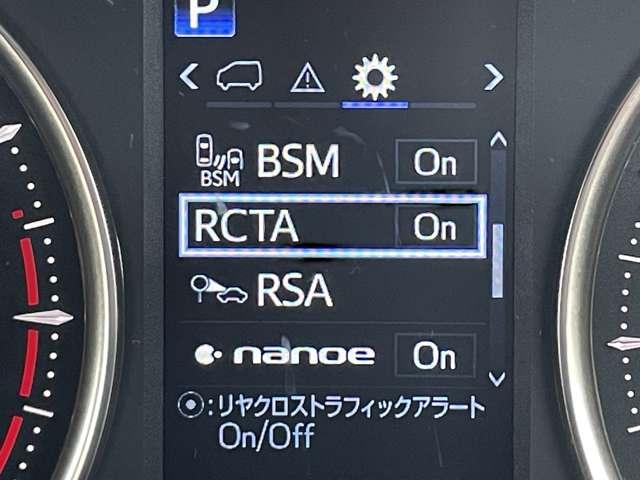 P
BSM BSM On
RCTA On
RSA
nanoe On
:リヤクロストラフィックアラート
On/Off